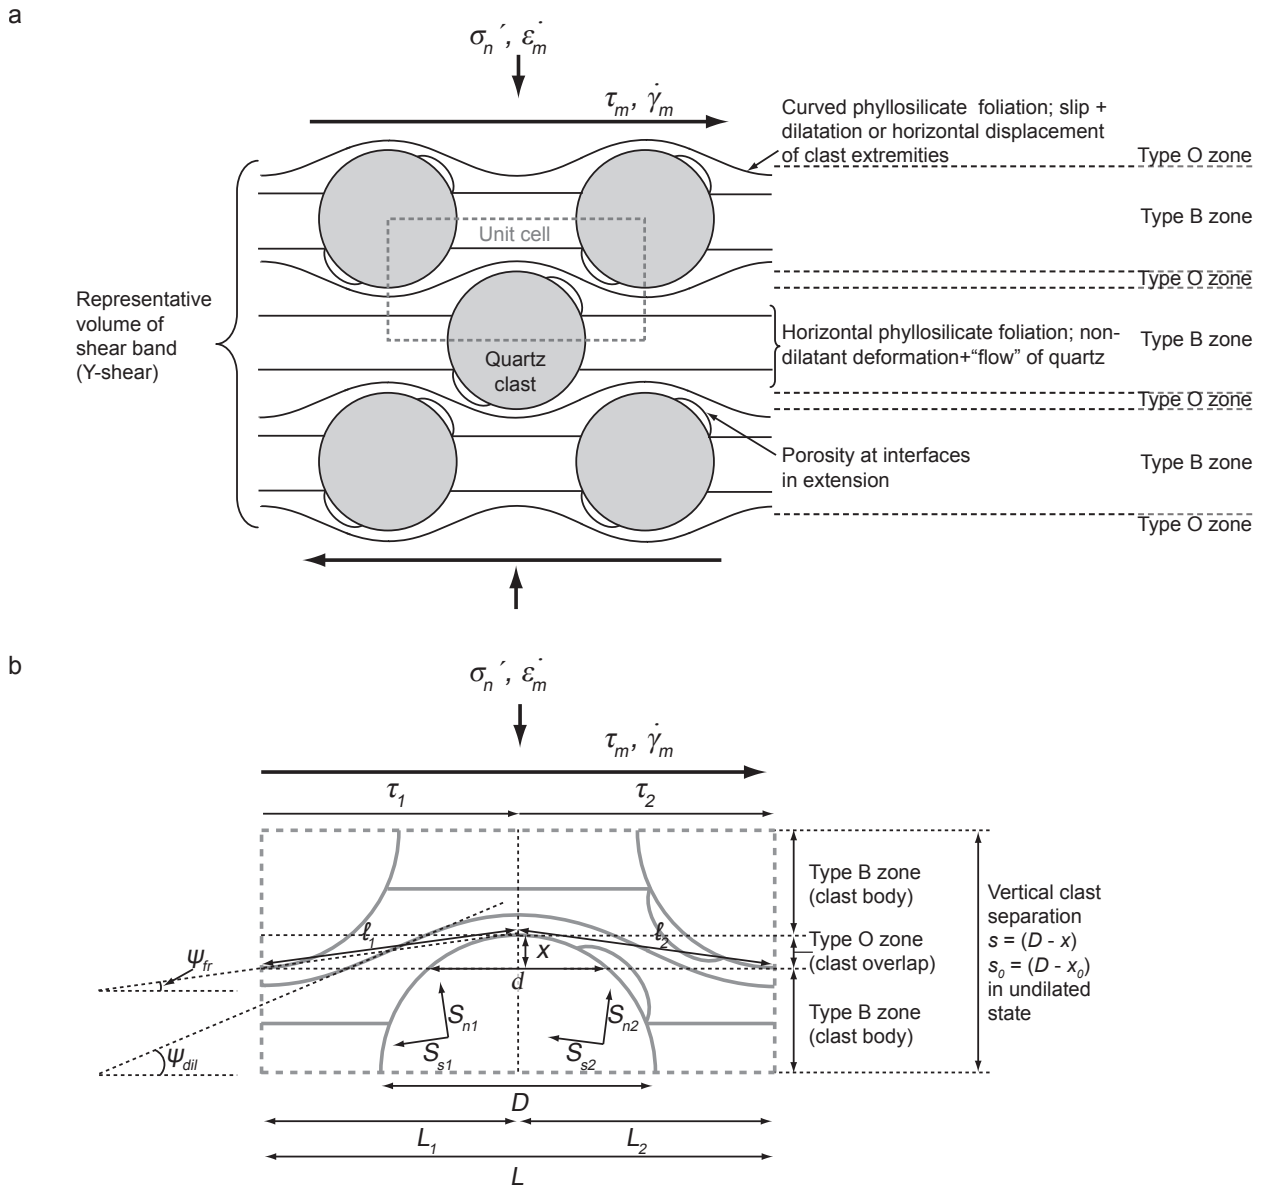 a
σn´, ε̇m
τm, γ̇m
Curved phyllosilicate foliation; slip +
dilatation or horizontal displacement
of clast extremities
Type O zone
Type B zone
Unit cell
Type O zone
Representative
volume of
shear band
(Y-shear)
Horizontal phyllosilicate foliation; non-
dilatant deformation+“flow” of quartz
Type B zone
Quartz
clast
Type O zone
Porosity at interfaces
in extension
Type B zone
Type O zone
b
σn´, ε̇m
τm, γ̇m
τ1
τ2
Type B zone
(clast body)
Vertical clast
separation
s = (D - x)
s0 = (D - x0)
in undilated
state
ℓ1
ℓ2
x
Type O zone
(clast overlap)
ψfr
d
Sn1
Sn2
Type B zone
(clast body)
Ss1
Ss2
ψdil
D
L1
L2
L